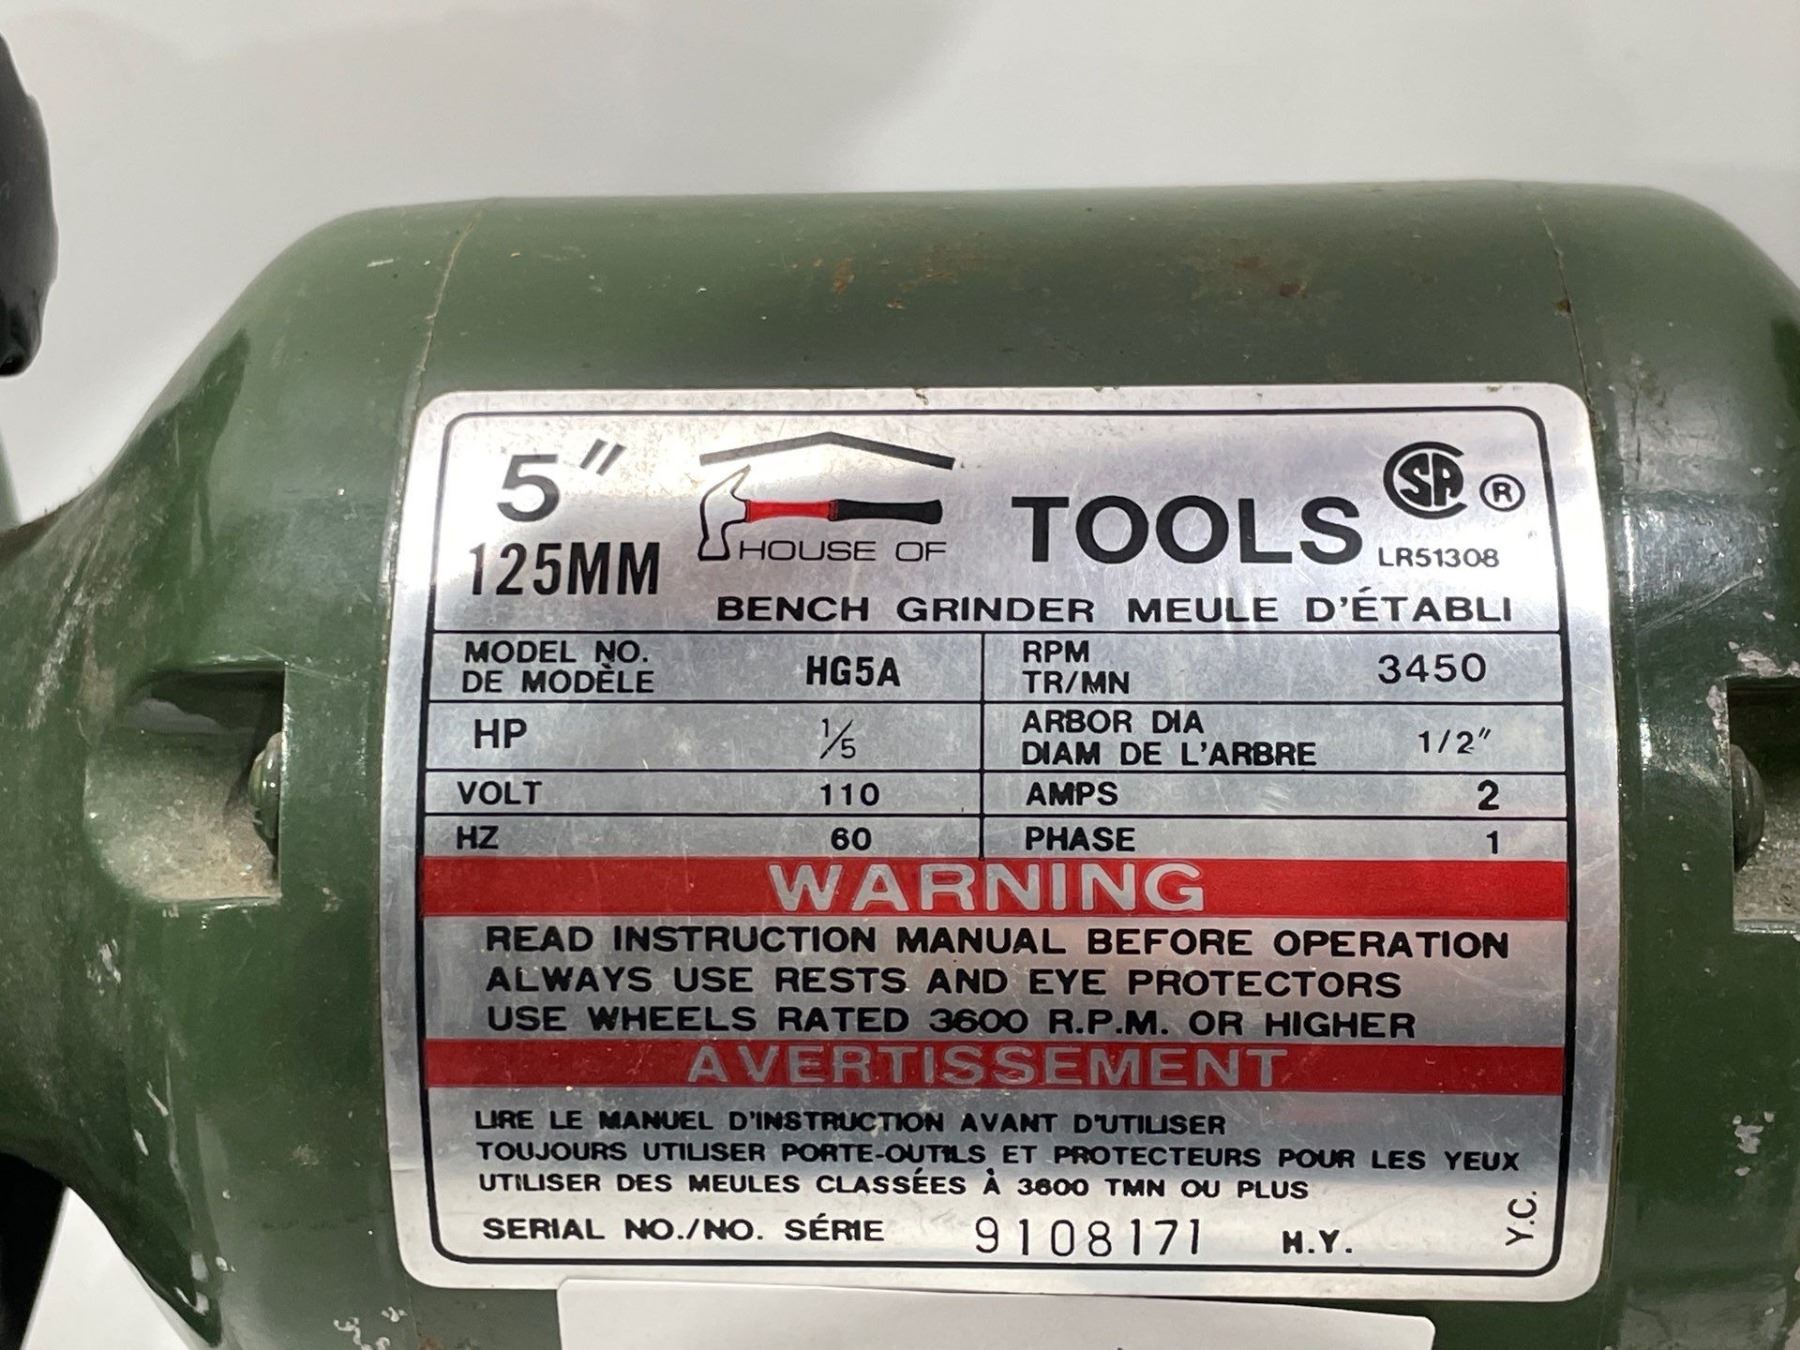 5"
125MM
HOUSE OF TOOLS
SA ®
LR51308
BENCH GRINDER MEULE D'ÉTABLI
MODEL NO.
DE MODÈLE HG5A
RPM
TR/MN 3450
HP 1/5
ARBOR DIA
DIAM DE L'ARBRE 1/2"
VOLT 110
AMPS 2
HZ 60
PHASE 1
WARNING
READ INSTRUCTION MANUAL BEFORE OPERATION
ALWAYS USE RESTS AND EYE PROTECTORS
USE WHEELS RATED 3600 R.P.M. OR HIGHER
AVERTISSEMENT
LIRE LE MANUEL D'INSTRUCTION AVANT D'UTILISER
TOUJOURS UTILISER PORTE-OUTILS ET PROTECTEURS POUR LES YEUX
UTILISER DES MEULES CLASSÉES À 3600 TMN OU PLUS
SERIAL NO./NO. SÉRIE 9108171 H.Y.
Y.C.